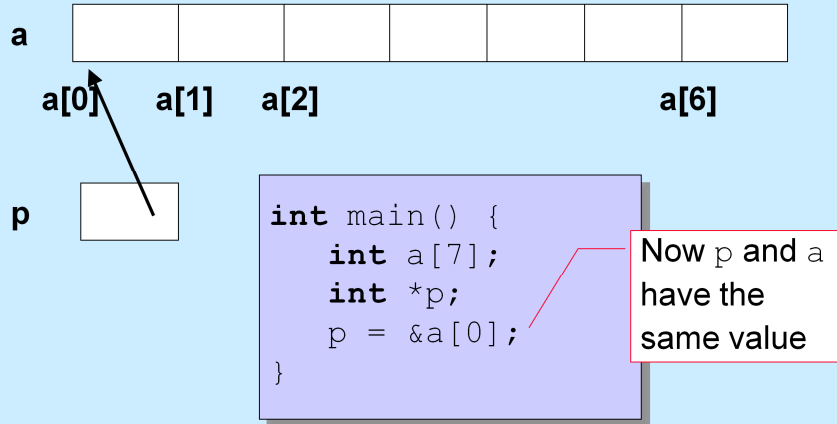 a
a[0] a[1] a[2] a[6]
p
int main() {
int a[7];
int *p;
p = &a[0];
}
Now p and a
have the
same value